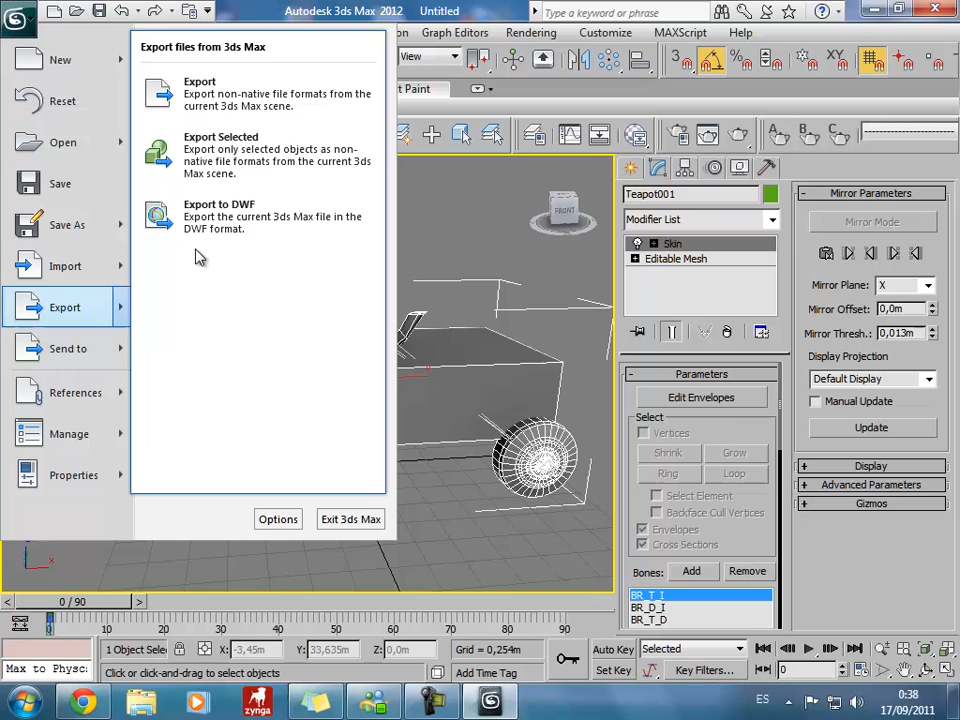 Autodesk 3ds Max 2012 Untitled
Type a keyword or phrase
Graph Editors Rendering Customize MAXScript Help
New
Reset
Open
Save
Save As
Import
Export
Send to
References
Manage
Properties
Export files from 3ds Max
Export
Export non-native file formats from the
current 3ds Max scene.
Export Selected
Export only selected objects as non-
native file formats from the current 3ds
Max scene.
Export to DWF
Export the current 3ds Max file in the
DWF format.
Options Exit 3ds Max
View
3
XY
t Paint
A B C
FRONT
Teapot001
Modifier List
Skin
Editable Mesh
Parameters
Edit Envelopes
Select
Vertices
Shrink Grow
Ring Loop
Select Element
Backface Cull Vertices
Envelopes
Cross Sections
Bones: Add Remove
BR_T_I
BR_D_I
BR_T_D
Mirror Parameters
Mirror Mode
Mirror Plane: X
Mirror Offset: 0,0m
Mirror Thresh.: 0,013m
Display Projection
Default Display
Manual Update
Update
Display
Advanced Parameters
Gizmos
x
0 / 90
0 10 20 30 40 50 60 70 80 90
1 Object Selec X: -3,45m Y: 33,635m Z: 0,0m Grid = 0,254m
Auto Key Selected
Max to Physc:
Click or click-and-drag to select objects
Add Time Tag
Set Key Key Filters... 0
zynga
ES
0:38
17/09/2011